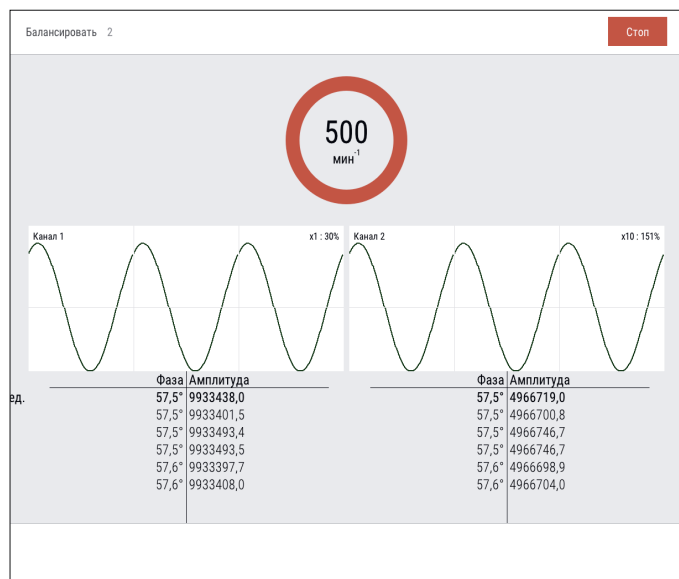 Балансировать 2
Стоп
500
мин⁻¹
Канал 1 x1 : 30%
Канал 2 x10 : 151%
Фаза Амплитуда
ед. 57,5° 9933438,0
57,5° 9933401,5
57,5° 9933493,4
57,5° 9933493,5
57,6° 9933397,7
57,6° 9933408,0
Фаза Амплитуда
57,5° 4966719,0
57,5° 4966700,8
57,5° 4966746,7
57,5° 4966746,7
57,6° 4966698,9
57,6° 4966704,0